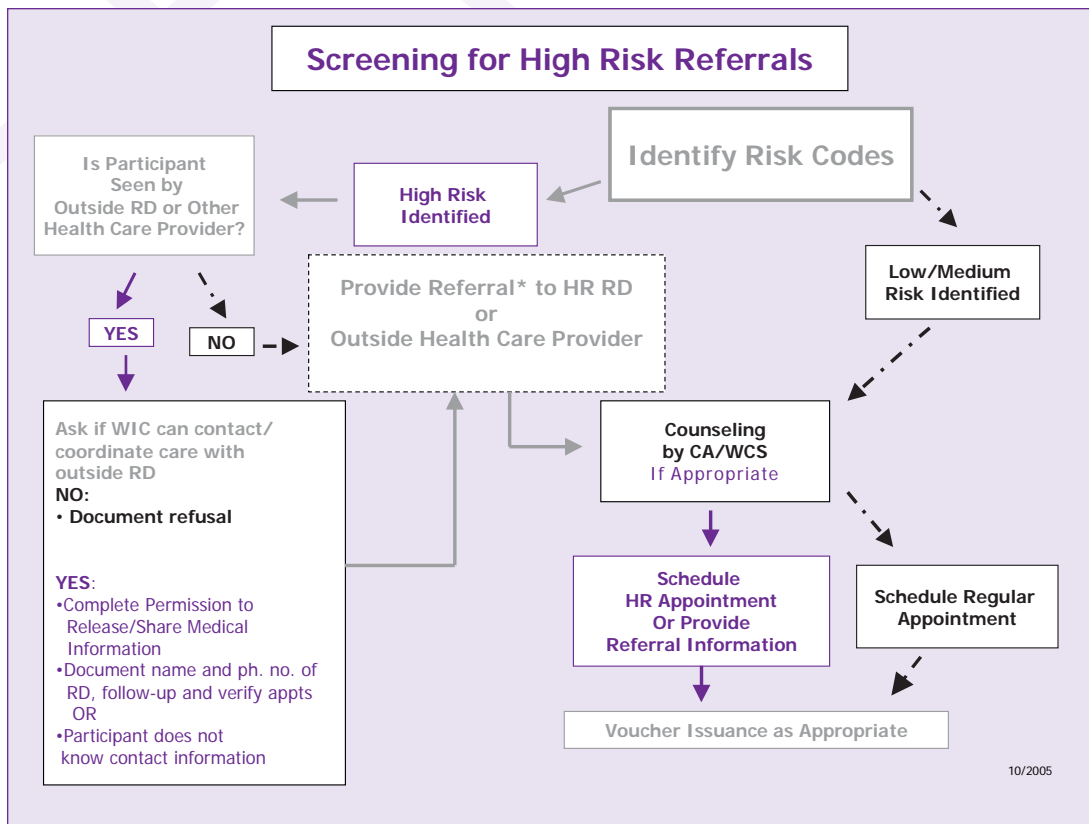 Screening for High Risk Referrals
Identify Risk Codes
High Risk
Identified
Is Participant
Seen by
Outside RD or Other
Health Care Provider?
Low/Medium
Risk Identified
YES
NO
Provide Referral* to HR RD
or
Outside Health Care Provider
Ask if WIC can contact/
coordinate care with
outside RD
NO:
• Document refusal
YES:
•Complete Permission to
Release/Share Medical
Information
•Document name and ph. no. of
RD, follow-up and verify appts
OR
•Participant does not
know contact information
Counseling
by CA/WCS
If Appropriate
Schedule
HR Appointment
Or Provide
Referral Information
Schedule Regular
Appointment
Voucher Issuance as Appropriate
10/2005